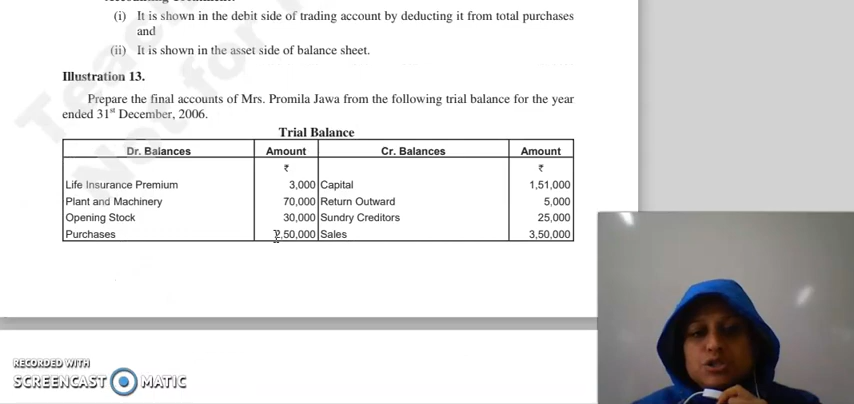 (i) It is shown in the debit side of trading account by deducting it from total purchases
and
(ii) It is shown in the asset side of balance sheet.
Illustration 13.
Prepare the final accounts of Mrs. Promila Jawa from the following trial balance for the year
ended 31st December, 2006.
Trial Balance
Dr. Balances Amount Cr. Balances Amount
₹ ₹
Life Insurance Premium 3,000 Capital 1,51,000
Plant and Machinery 70,000 Return Outward 5,000
Opening Stock 30,000 Sundry Creditors 25,000
Purchases 2,50,000 Sales 3,50,000
RECORDED WITH
SCREENCAST MATIC